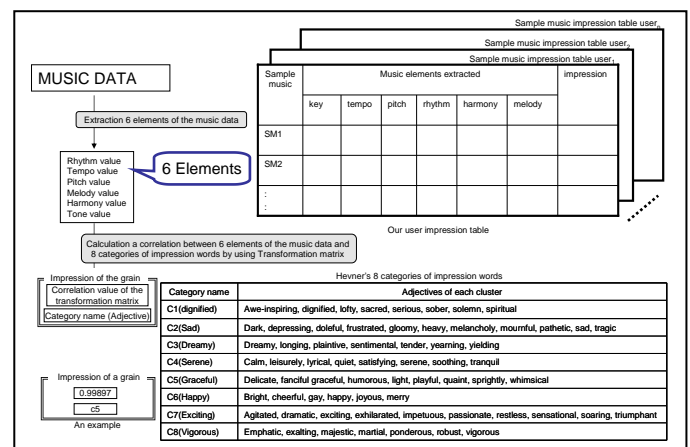 Sample music impression table usern
Sample music impression table user2
Sample music impression table user1
MUSIC DATA
Sample music
Music elements extracted
impression
key tempo pitch rhythm harmony melody
SM1
SM2
:
:
Extraction 6 elements of the music data
Rhythm value
Tempo value
Pitch value
Melody value
Harmony value
Tone value
6 Elements
Our user impression table
Calculation a correlation between 6 elements of the music data and
8 categories of impression words by using Transformation matrix
Impression of the grain
Correlation value of the
transformation matrix
Category name (Adjective)
Impression of a grain
0.99897
c5
An example
Hevner's 8 categories of impression words
Category name Adjectives of each cluster
C1(dignified) Awe-inspiring, dignified, lofty, sacred, serious, sober, solemn, spiritual
C2(Sad) Dark, depressing, doleful, frustrated, gloomy, heavy, melancholy, mournful, pathetic, sad, tragic
C3(Dreamy) Dreamy, longing, plaintive, sentimental, tender, yearning, yielding
C4(Serene) Calm, leisurely, lyrical, quiet, satisfying, serene, soothing, tranquil
C5(Graceful) Delicate, fanciful graceful, humorous, light, playful, quaint, sprightly, whimsical
C6(Happy) Bright, cheerful, gay, happy, joyous, merry
C7(Exciting) Agitated, dramatic, exciting, exhilarated, impetuous, passionate, restless, sensational, soaring, triumphant
C8(Vigorous) Emphatic, exalting, majestic, martial, ponderous, robust, vigorous